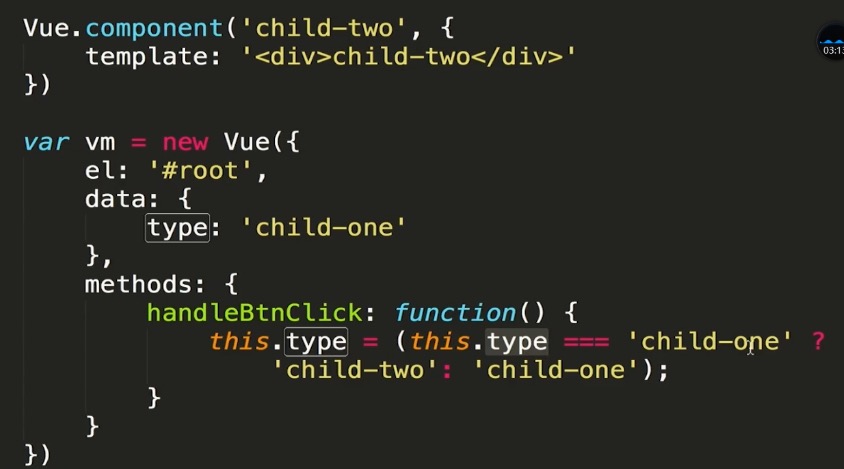 Vue.component('child-two', {
    template: '<div>child-two</div>'
})
var vm = new Vue({
    el: '#root',
    data: {
        type: 'child-one'
    },
    methods: {
        handleBtnClick: function() {
            this.type = (this.type === 'child-one' ?
                'child-two': 'child-one');
        }
    }
})
03:13